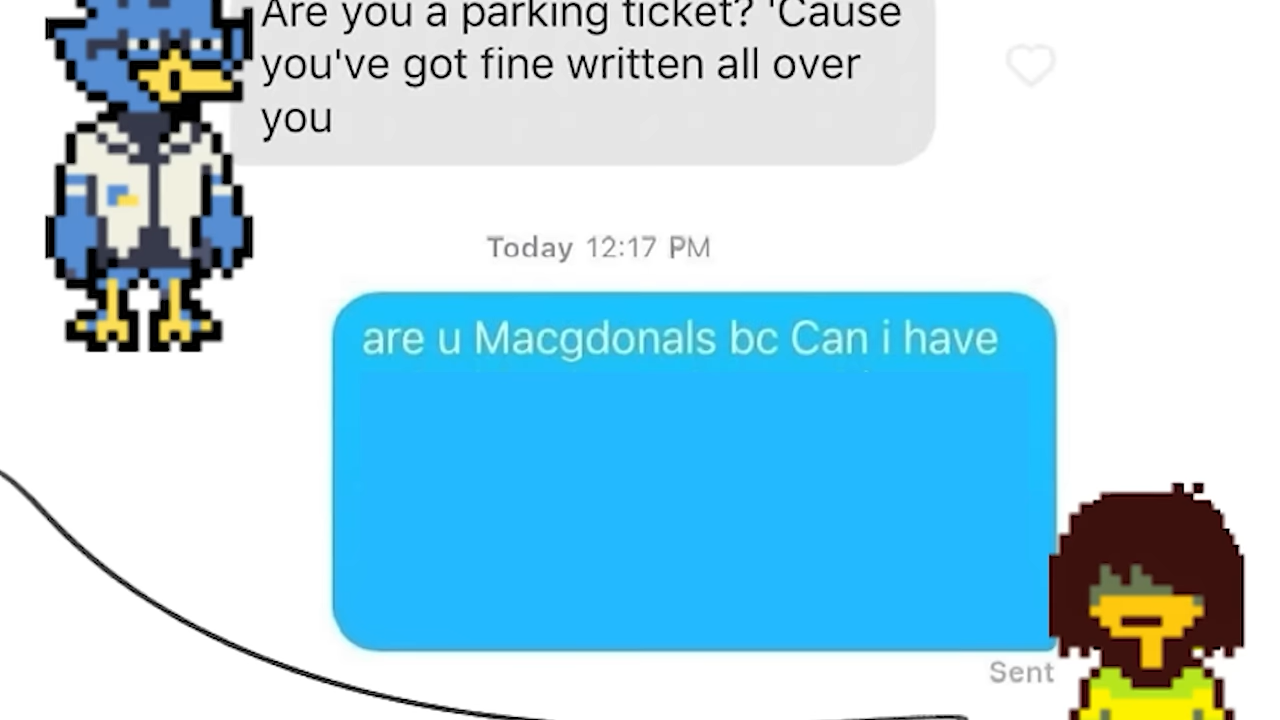 Are you a parking ticket? 'Cause
you've got fine written all over
you
Today 12:17 PM
are u Macgdonals bc Can i have
Sent